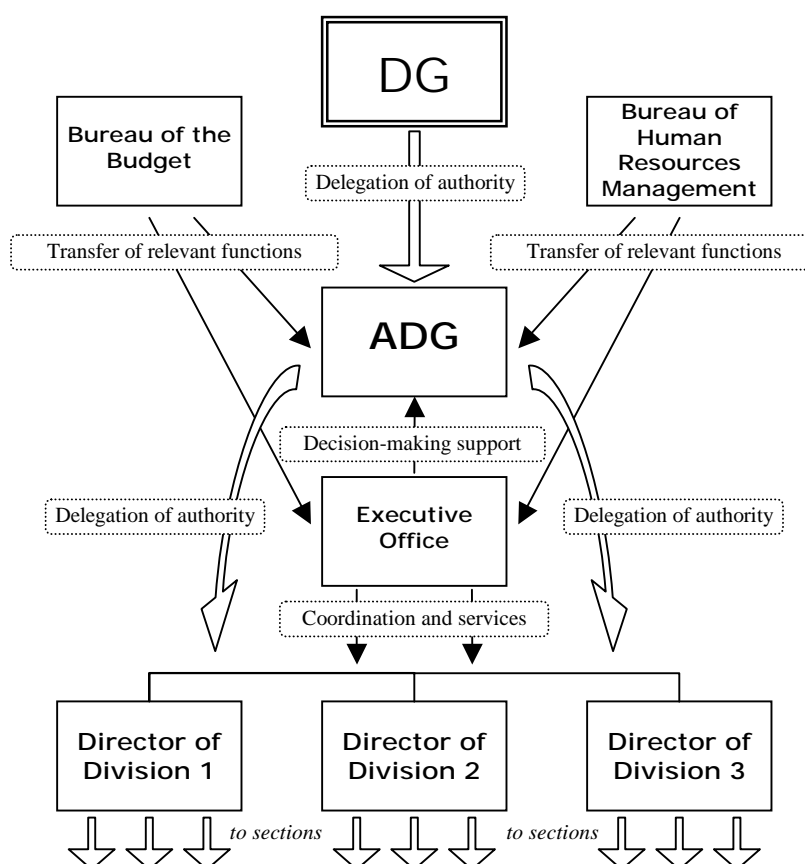 DG
Bureau of the
Budget
Bureau of
Human
Resources
Management
Delegation of authority
Transfer of relevant functions
Transfer of relevant functions
ADG
Decision-making support
Executive
Office
Delegation of authority
Delegation of authority
Coordination and services
Director of
Division 1
Director of
Division 2
Director of
Division 3
to sections
to sections